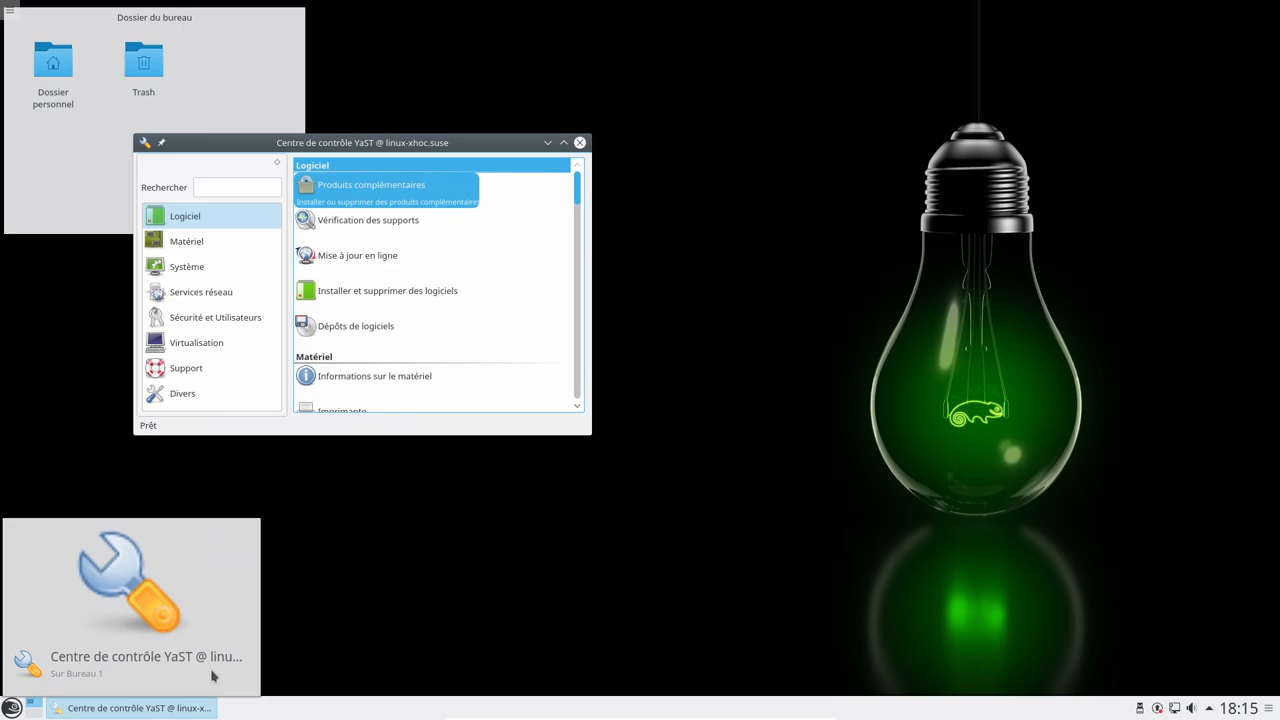 Dossier du bureau
Dossier
personnel
Trash
Centre de contrôle YaST @ linux-xhoc.suse
Rechercher
Logiciel
Matériel
Système
Services réseau
Sécurité et Utilisateurs
Virtualisation
Support
Divers
Logiciel
Produits complémentaires
Installer ou supprimer des produits complémentaires
Vérification des supports
Mise à jour en ligne
Installer et supprimer des logiciels
Dépôts de logiciels
Matériel
Informations sur le matériel
Imprimante
Prêt
Centre de contrôle YaST @ linu...
Sur Bureau 1
Centre de contrôle YaST @ linux-x...
18:15